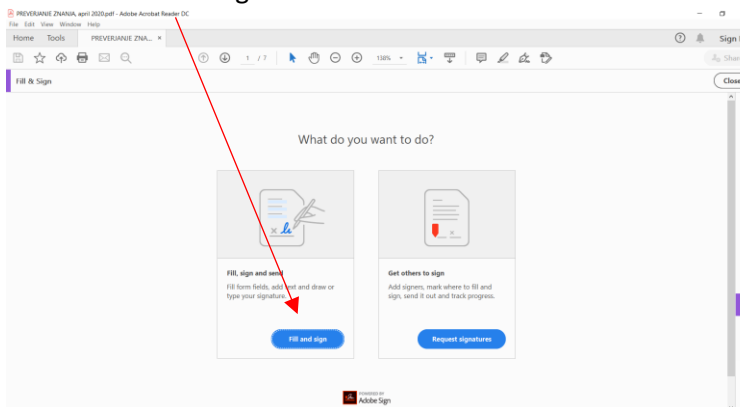 PREVERJANJE ZNANJA, april 2020.pdf - Adobe Acrobat Reader DC
File Edit View Window Help
Home Tools PREVERJANJE ZNA... × Sign
1 / 7 138%
Fill & Sign Close
What do you want to do?
Fill, sign and send
Fill form fields, add text and draw or
type your signature.
Fill and sign
Get others to sign
Add signers, mark where to fill and
sign, send it out and track progress.
Request signatures
POWERED BY
Adobe Sign